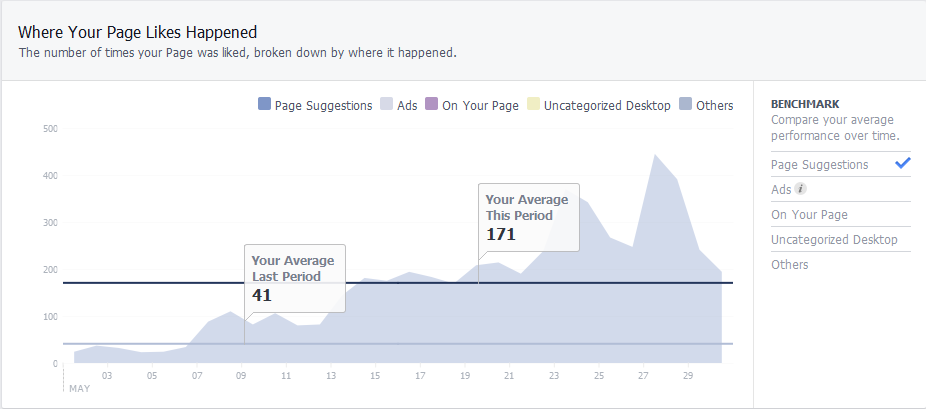 Where Your Page Likes Happened
The number of times your Page was liked, broken down by where it happened.
Page Suggestions Ads On Your Page Uncategorized Desktop Others
500
400
300
200
100
0
Your Average
Last Period
41
Your Average
This Period
171
03 05 07 09 11 13 15 17 19 21 23 25 27 29
MAY
BENCHMARK
Compare your average
performance over time.
Page Suggestions
Ads i
On Your Page
Uncategorized Desktop
Others